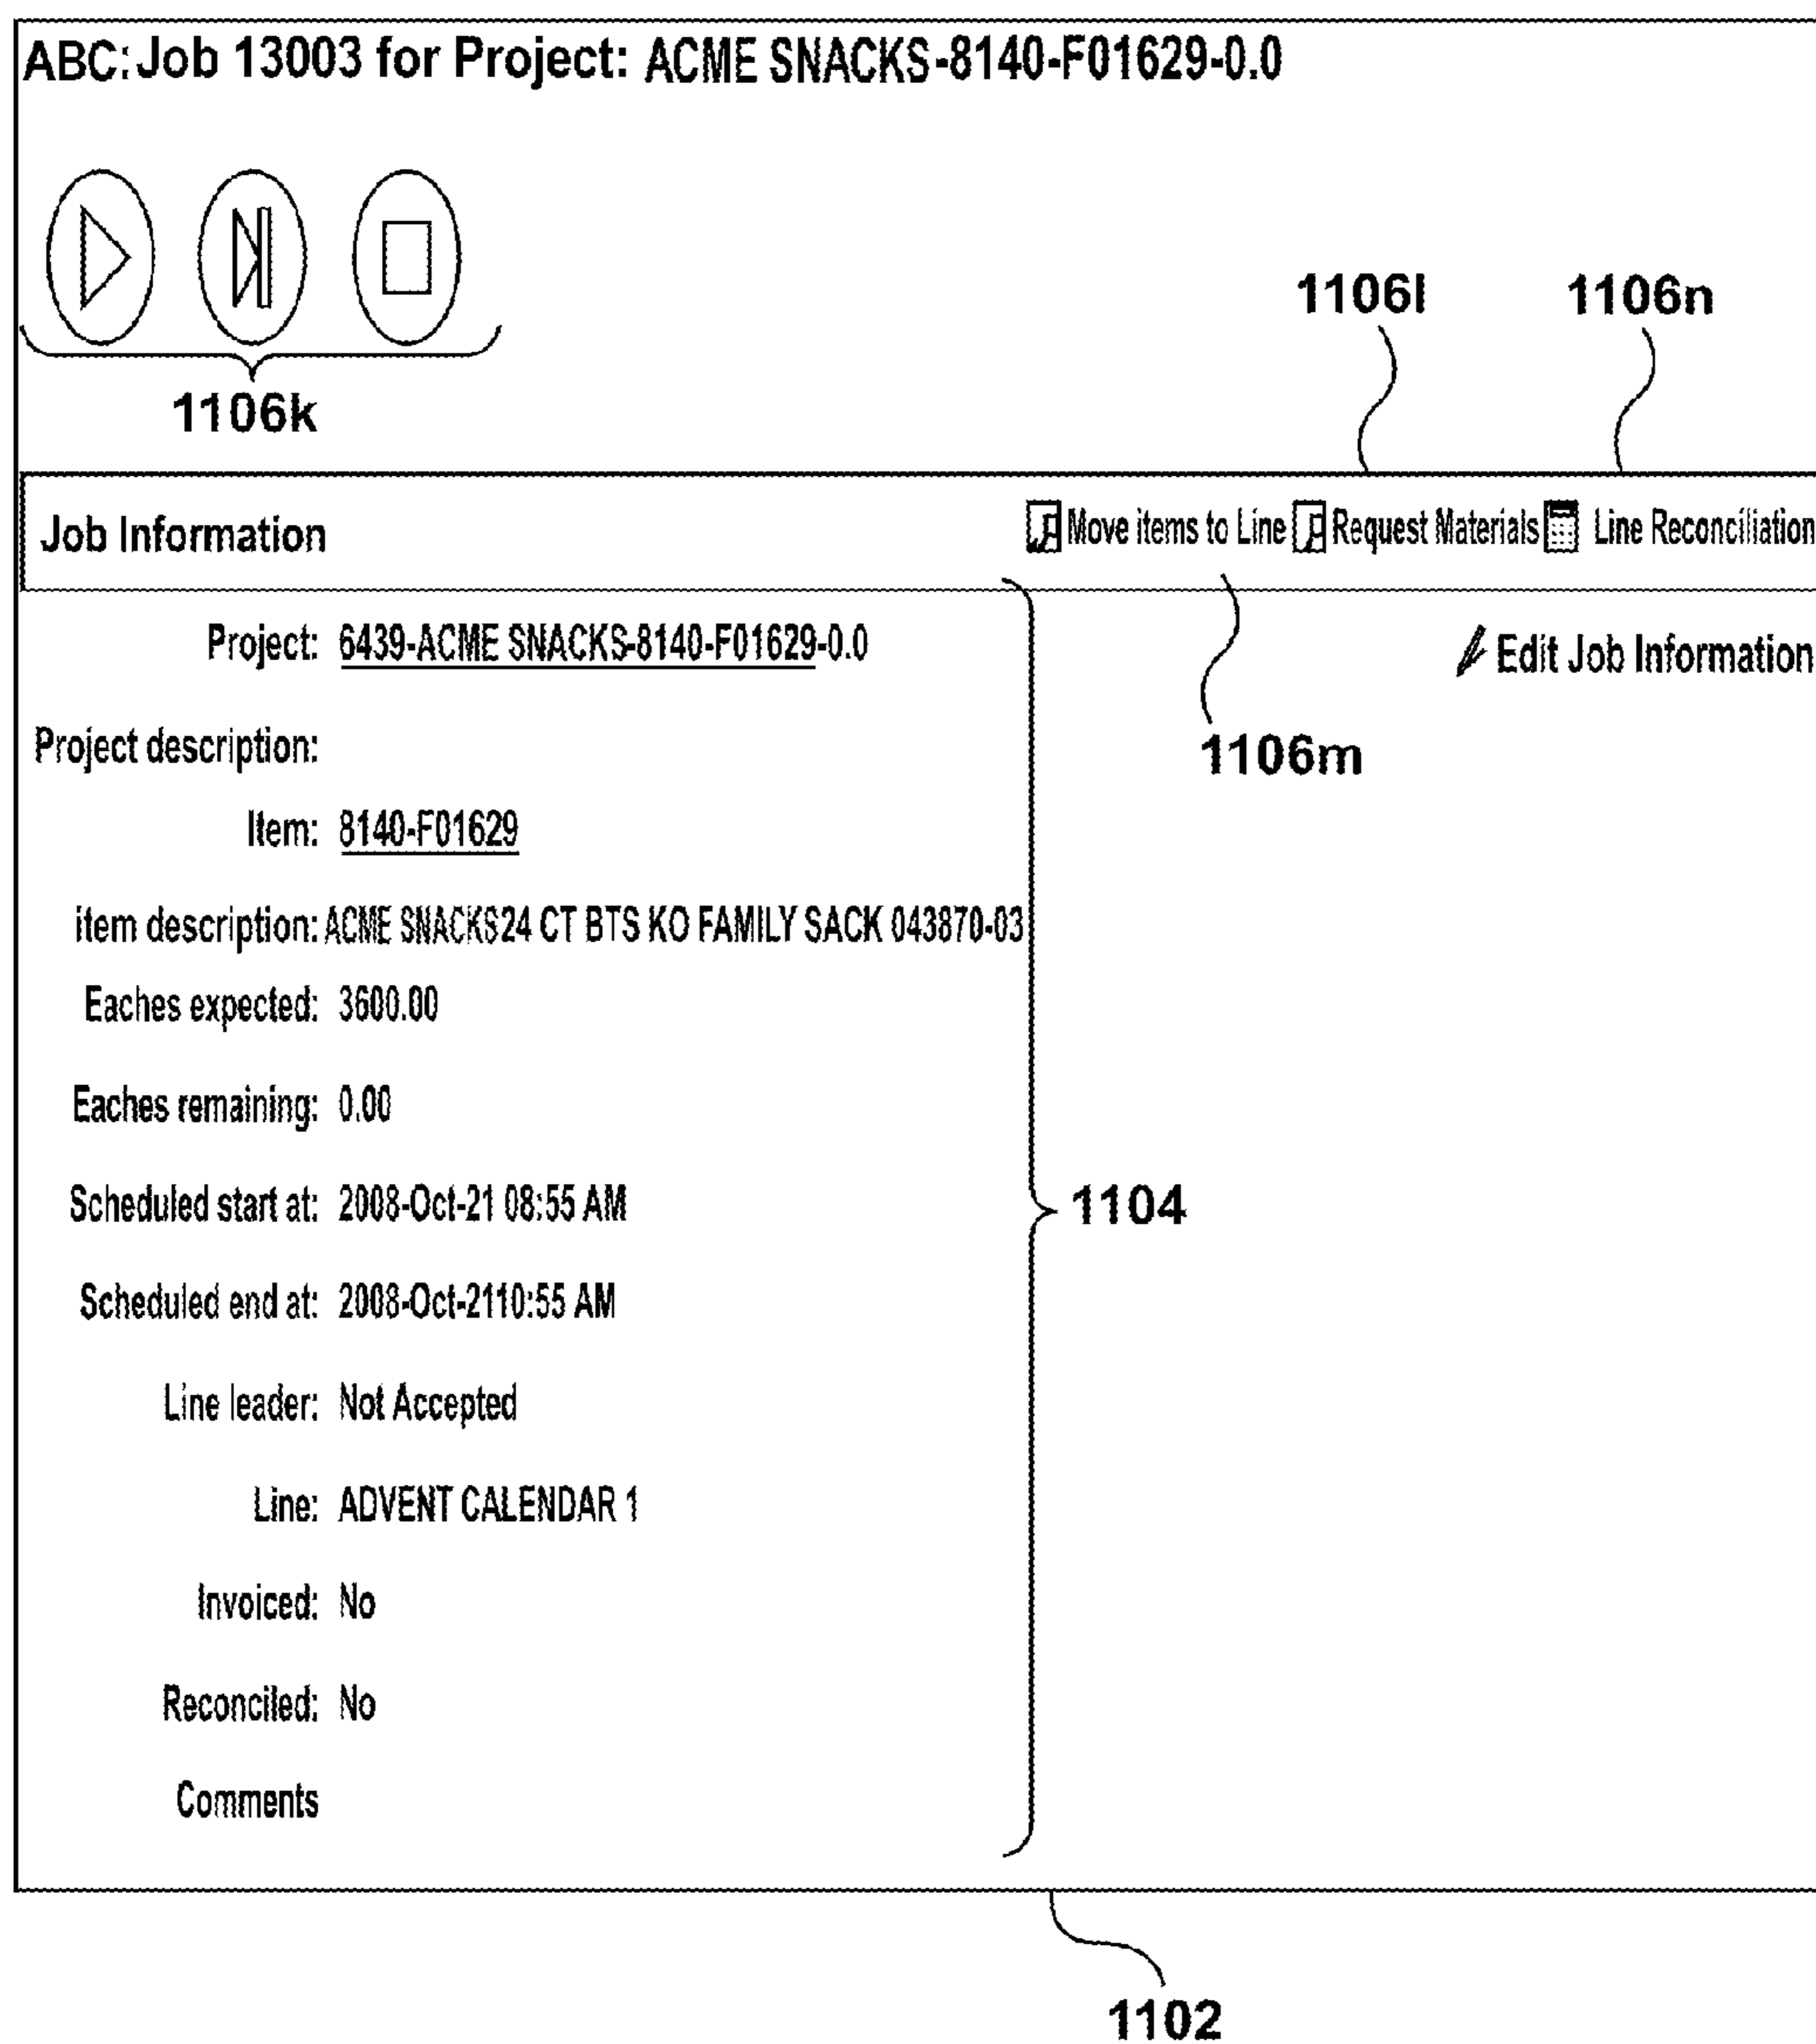 ABC: Job 13003 for Project: ACME SNACKS-8140-F01629-0.0
1106l 1106n
1106k
Job Information Move items to Line Request Materials Line Reconciliation
Project: 6439-ACME SNACKS-8140-F01629-0.0
Edit Job Information
Project description:
1106m
Item: 8140-F01629
item description: ACME SNACKS24 CT BTS KO FAMILY SACK 043870-03
Eaches expected: 3600.00
Eaches remaining: 0.00
Scheduled start at: 2008-Oct-21 08:55 AM
1104
Scheduled end at: 2008-Oct-2110:55 AM
Line leader: Not Accepted
Line: ADVENT CALENDAR 1
Invoiced: No
Reconciled: No
Comments
1102